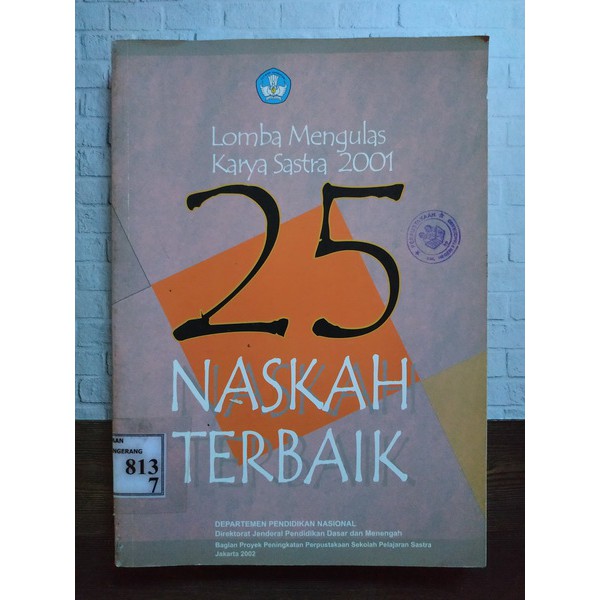 Lomba Mengulas
Karya Sastra 2001
25
NASKAH
TERBAIK
NGERANG
813
7
DEPARTEMEN PENDIDIKAN NASIONAL
Direktorat Jenderal Pendidikan Dasar dan Menengah
Bagian Proyek Peningkatan Perpustakaan Sekolah Pelajaran Sastra
Jakarta 2002